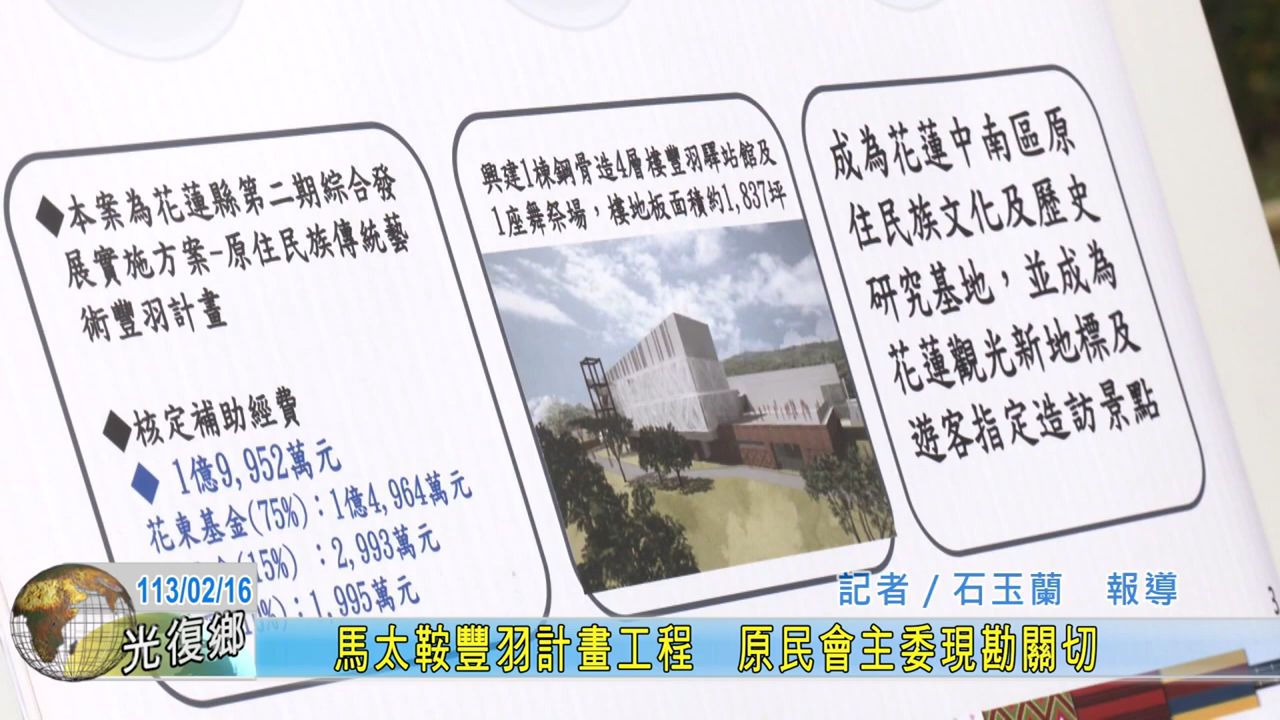 ◆本案為花蓮縣第二期綜合發
展實施方案-原住民族傳統藝
術豐羽計畫
◆核定補助經費
◆ 1億9,952萬元
花東基金(75%)：1億4,964萬元
15%) ：2,993萬元
%)：1,995萬元
興建1棟鋼骨造4層樓豐羽驛站館及
1座舞祭場，樓地板面積約1,837坪
成為花蓮中南區原
住民族文化及歷史
研究基地，並成為
花蓮觀光新地標及
遊客指定造訪景點
3
113/02/16
光復鄉
記者/石玉蘭 報導
馬太鞍豐羽計畫工程 原民會主委現勘關切